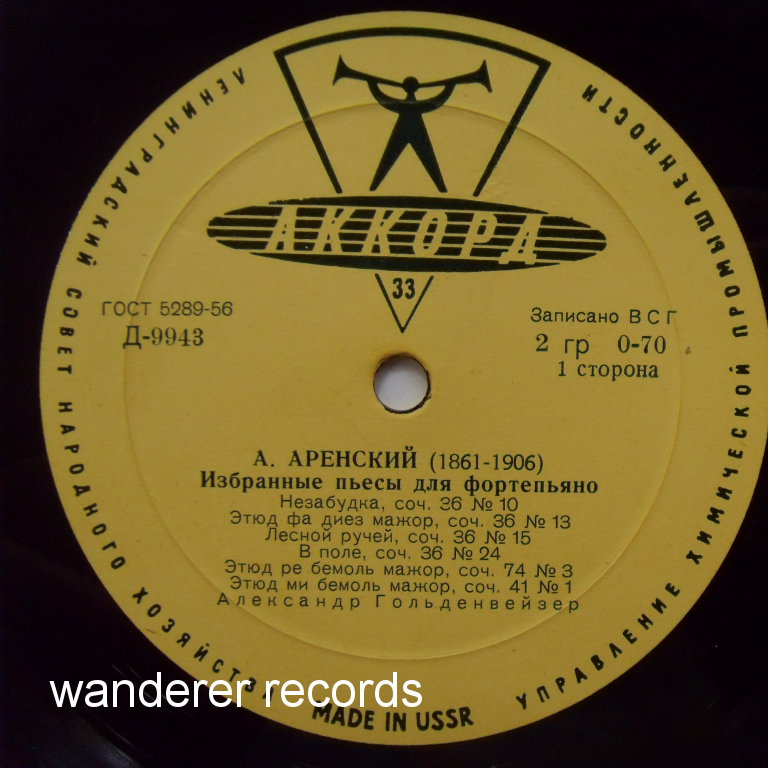 ЛЕНИНГРАДСКИЙ СОВЕТ НАРОДНОГО ХОЗЯЙСТВА
УПРАВЛЕНИЕ ХИМИЧЕСКОЙ ПРОМЫШЛЕННОСТИ
АККОРД
33
ГОСТ 5289-56
Д-9943
Записано ВСГ
2 гр 0-70
1 сторона
А. АРЕНСКИЙ (1861-1906)
Избранные пьесы для фортепьяно
Незабудка, соч. 36 № 10
Этюд фа диез мажор, соч. 36 № 13
Лесной ручей, соч. 36 № 15
В поле, соч. 36 № 24
Этюд ре бемоль мажор, соч. 74 № 3
Этюд ми бемоль мажор, соч. 41 № 1
Александр Гольденвейзер
wanderer records
MADE IN USSR